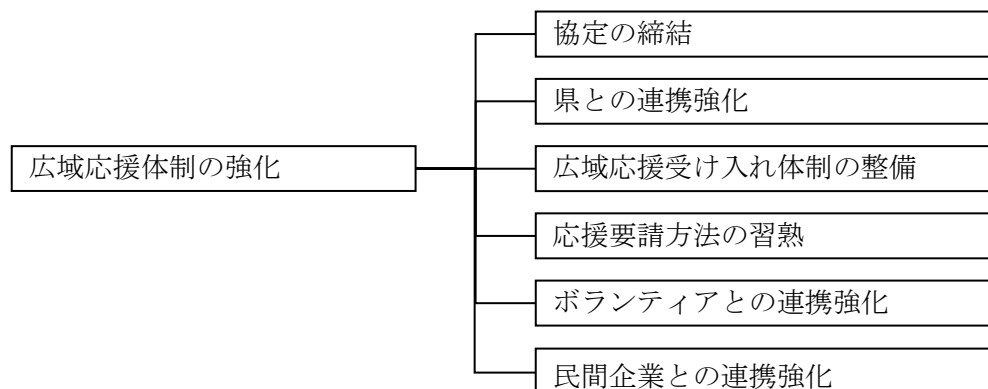 協定の締結
県との連携強化
広域応援体制の強化
広域応援受け入れ体制の整備
応援要請方法の習熟
ボランティアとの連携強化
民間企業との連携強化